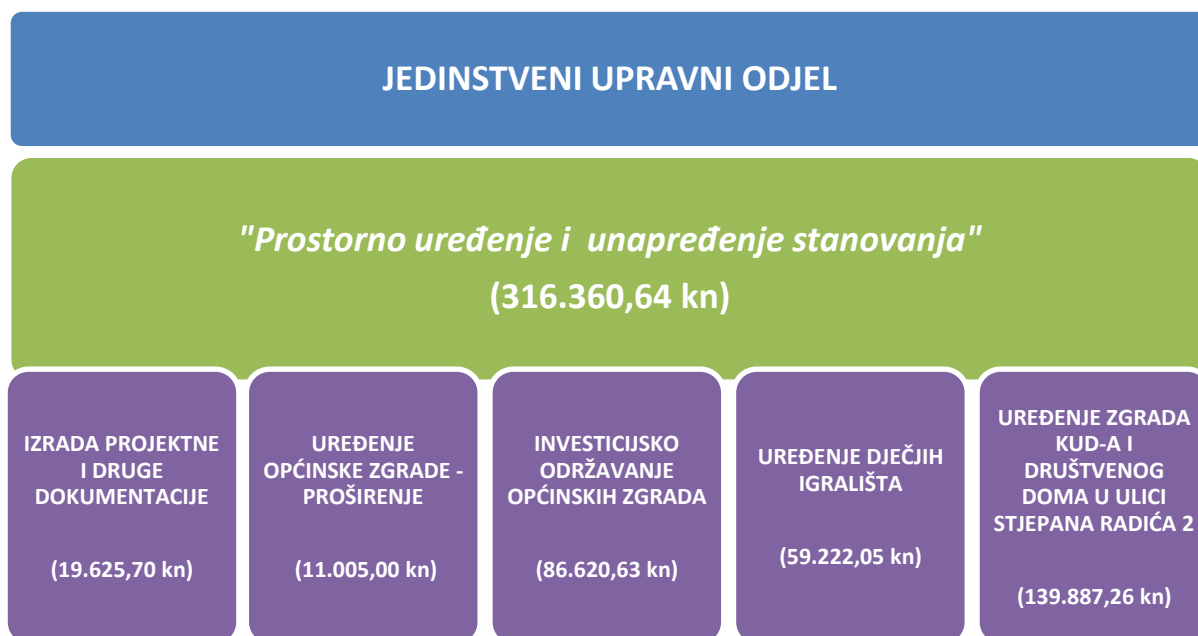 JEDINSTVENI UPRAVNI ODJEL
"Prostorno uređenje i  unapređenje stanovanja"
(316.360,64 kn)
IZRADA PROJEKTNE
I DRUGE
DOKUMENTACIJE
(19.625,70 kn)
UREĐENJE
OPĆINSKE ZGRADE -
PROŠIRENJE
(11.005,00 kn)
INVESTICIJSKO
ODRŽAVANJE
OPĆINSKIH ZGRADA
(86.620,63 kn)
UREĐENJE DJEČJIH
IGRALIŠTA
(59.222,05 kn)
UREĐENJE ZGRADA
KUD-A I
DRUŠTVENOG
DOMA U ULICI
STJEPANA RADIĆA 2
(139.887,26 kn)